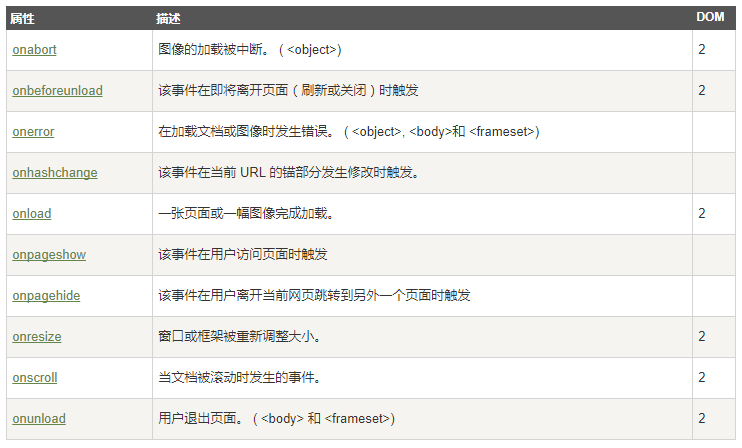 属性 描述 DOM
onabort 图像的加载被中断。 ( <object>) 2
onbeforeunload 该事件在即将离开页面（刷新或关闭）时触发 2
onerror 在加载文档或图像时发生错误。 ( <object>, <body>和 <frameset>)
onhashchange 该事件在当前 URL 的锚部分发生修改时触发。
onload 一张页面或一幅图像完成加载。 2
onpageshow 该事件在用户访问页面时触发
onpagehide 该事件在用户离开当前网页跳转到另外一个页面时触发
onresize 窗口或框架被重新调整大小。 2
onscroll 当文档被滚动时发生的事件。 2
onunload 用户退出页面。 ( <body> 和 <frameset>) 2